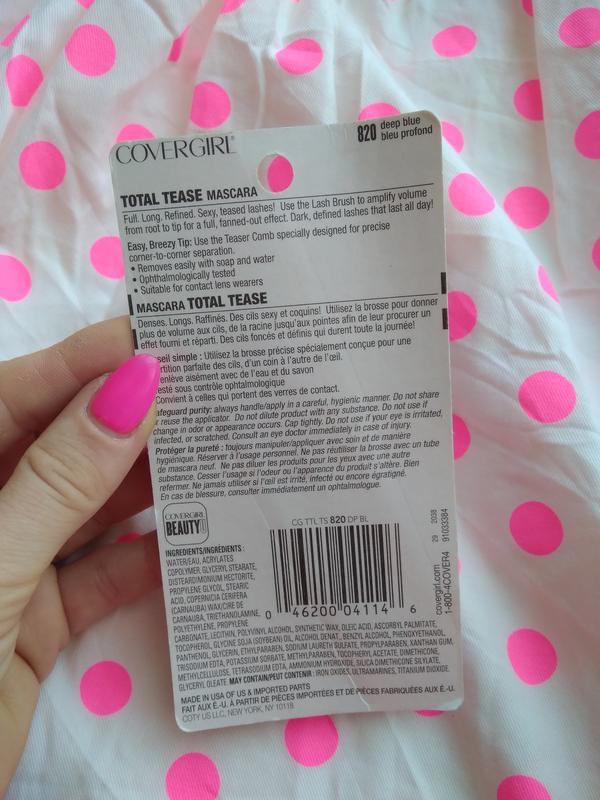 COVERGIRL®
820 deep blue
bleu profond
TOTAL TEASE MASCARA
Full. Long. Refined. Sexy, teased lashes! Use the Lash Brush to amplify volume
from root to tip for a full, fanned-out effect. Dark, defined lashes that last all day!
Easy, Breezy Tip: Use the Teaser Comb specially designed for precise
corner-to-corner separation.
• Removes easily with soap and water
• Ophthalmologically tested
• Suitable for contact lens wearers
MASCARA TOTAL TEASE
Denses. Longs. Raffinés. Des cils sexy et coquins! Utilisez la brosse pour donner
plus de volume aux cils, de la racine jusqu'aux pointes afin de leur procurer un
effet fourni et réparti. Des cils foncés et définis qui durent toute la journée!
seil simple : Utilisez la brosse précise spécialement conçue pour une
rtition parfaite des cils, d'un coin à l'autre de l'œil.
enlève aisément avec de l'eau et du savon
esté sous contrôle ophtalmologique
Convient à celles qui portent des verres de contact.
afeguard purity: always handle/apply in a careful, hygienic manner. Do not share
r reuse the applicator. Do not dilute product with any substance. Do not use if
change in odor or appearance occurs. Cap tightly. Do not use if your eye is irritated,
infected, or scratched. Consult an eye doctor immediately in case of injury.
Protéger la pureté : toujours manipuler/appliquer avec soin et de manière
hygiénique. Réserver à l'usage personnel. Ne pas réutiliser la brosse avec un tube
de mascara neuf. Ne pas diluer les produits pour les yeux avec une autre
substance. Cesser l'usage si l'odeur ou l'apparence du produit s'altère. Bien
refermer. Ne jamais utiliser si l'œil est irrité, infecté ou encore égratigné.
En cas de blessure, consulter immédiatement un ophtalmologue.
COVERGIRL
BEAUTY U
CG TTL TS 820 DP BL
0 46200 04114 6
29 2038
91033384
covergirl.com
1-800-4COVER4
INGREDIENTS/INGRÉDIENTS :
WATER/EAU, ACRYLATES
COPOLYMER, GLYCERYL STEARATE,
DISTEARDIMONIUM HECTORITE,
PROPYLENE GLYCOL, STEARIC
ACID, COPERNICIA CERIFERA
(CARNAUBA) WAX/CIRE DE
CARNAUBA, TRIETHANOLAMINE,
POLYETHYLENE, PROPYLENE
CARBONATE, LECITHIN, POLYVINYL ALCOHOL, SYNTHETIC WAX, OLEIC ACID, ASCORBYL PALMITATE,
TOCOPHEROL, GLYCINE SOJA (SOYBEAN) OIL, ALCOHOL DENAT., BENZYL ALCOHOL, PHENOXYETHANOL,
PANTHENOL, GLYCERIN, ETHYLPARABEN, SODIUM LAURETH SULFATE, PROPYLPARABEN, XANTHAN GUM,
TRISODIUM EDTA, POTASSIUM SORBATE, METHYLPARABEN, TOCOPHERYL ACETATE, DIMETHICONE,
METHYLCELLULOSE, TETRASODIUM EDTA, AMMONIUM HYDROXIDE, SILICA DIMETHICONE SILYLATE,
GLYCERYL OLEATE. MAY CONTAIN/PEUT CONTENIR : IRON OXIDES, ULTRAMARINES, TITANIUM DIOXIDE.
MADE IN USA OF US & IMPORTED PARTS
FAIT AUX É.-U. À PARTIR DE PIÈCES IMPORTÉES ET DE PIÈCES FABRIQUÉES AUX É.-U.
COTY US LLC, NEW YORK, NY 10118